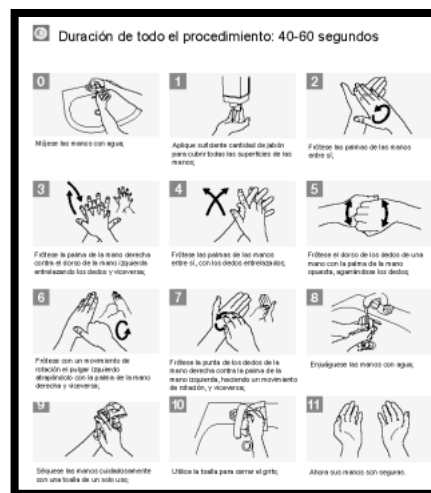 Duración de todo el procedimiento: 40-60 segundos
0
1
2
Mójese las manos con agua;
Aplique suficiente cantidad de jabón
para cubrir todas las superficies de las
manos;
Frótese las palmas de las manos
entre sí;
3
4
5
Frótese la palma de la mano derecha
contra el dorso de la mano izquierda
entrelazando los dedos y viceversa;
Frótese las palmas de las manos
entre sí, con los dedos entrelazados;
Frótese el dorso de los dedos de una
mano con la palma de la mano
opuesta, agarrándose los dedos;
6
7
8
Frótese con un movimiento de
rotación el pulgar izquierdo
atrapándolo con la palma de la mano
derecha y viceversa;
Frótese la punta de los dedos de la
mano derecha contra la palma de la
mano izquierda, haciendo un movimiento
de rotación, y viceversa;
Enjuáguese las manos con agua;
9
10
11
Séquese las manos cuidadosamente
con una toalla de un solo uso;
Utilice la toalla para cerrar el grifo;
Ahora sus manos son seguras.